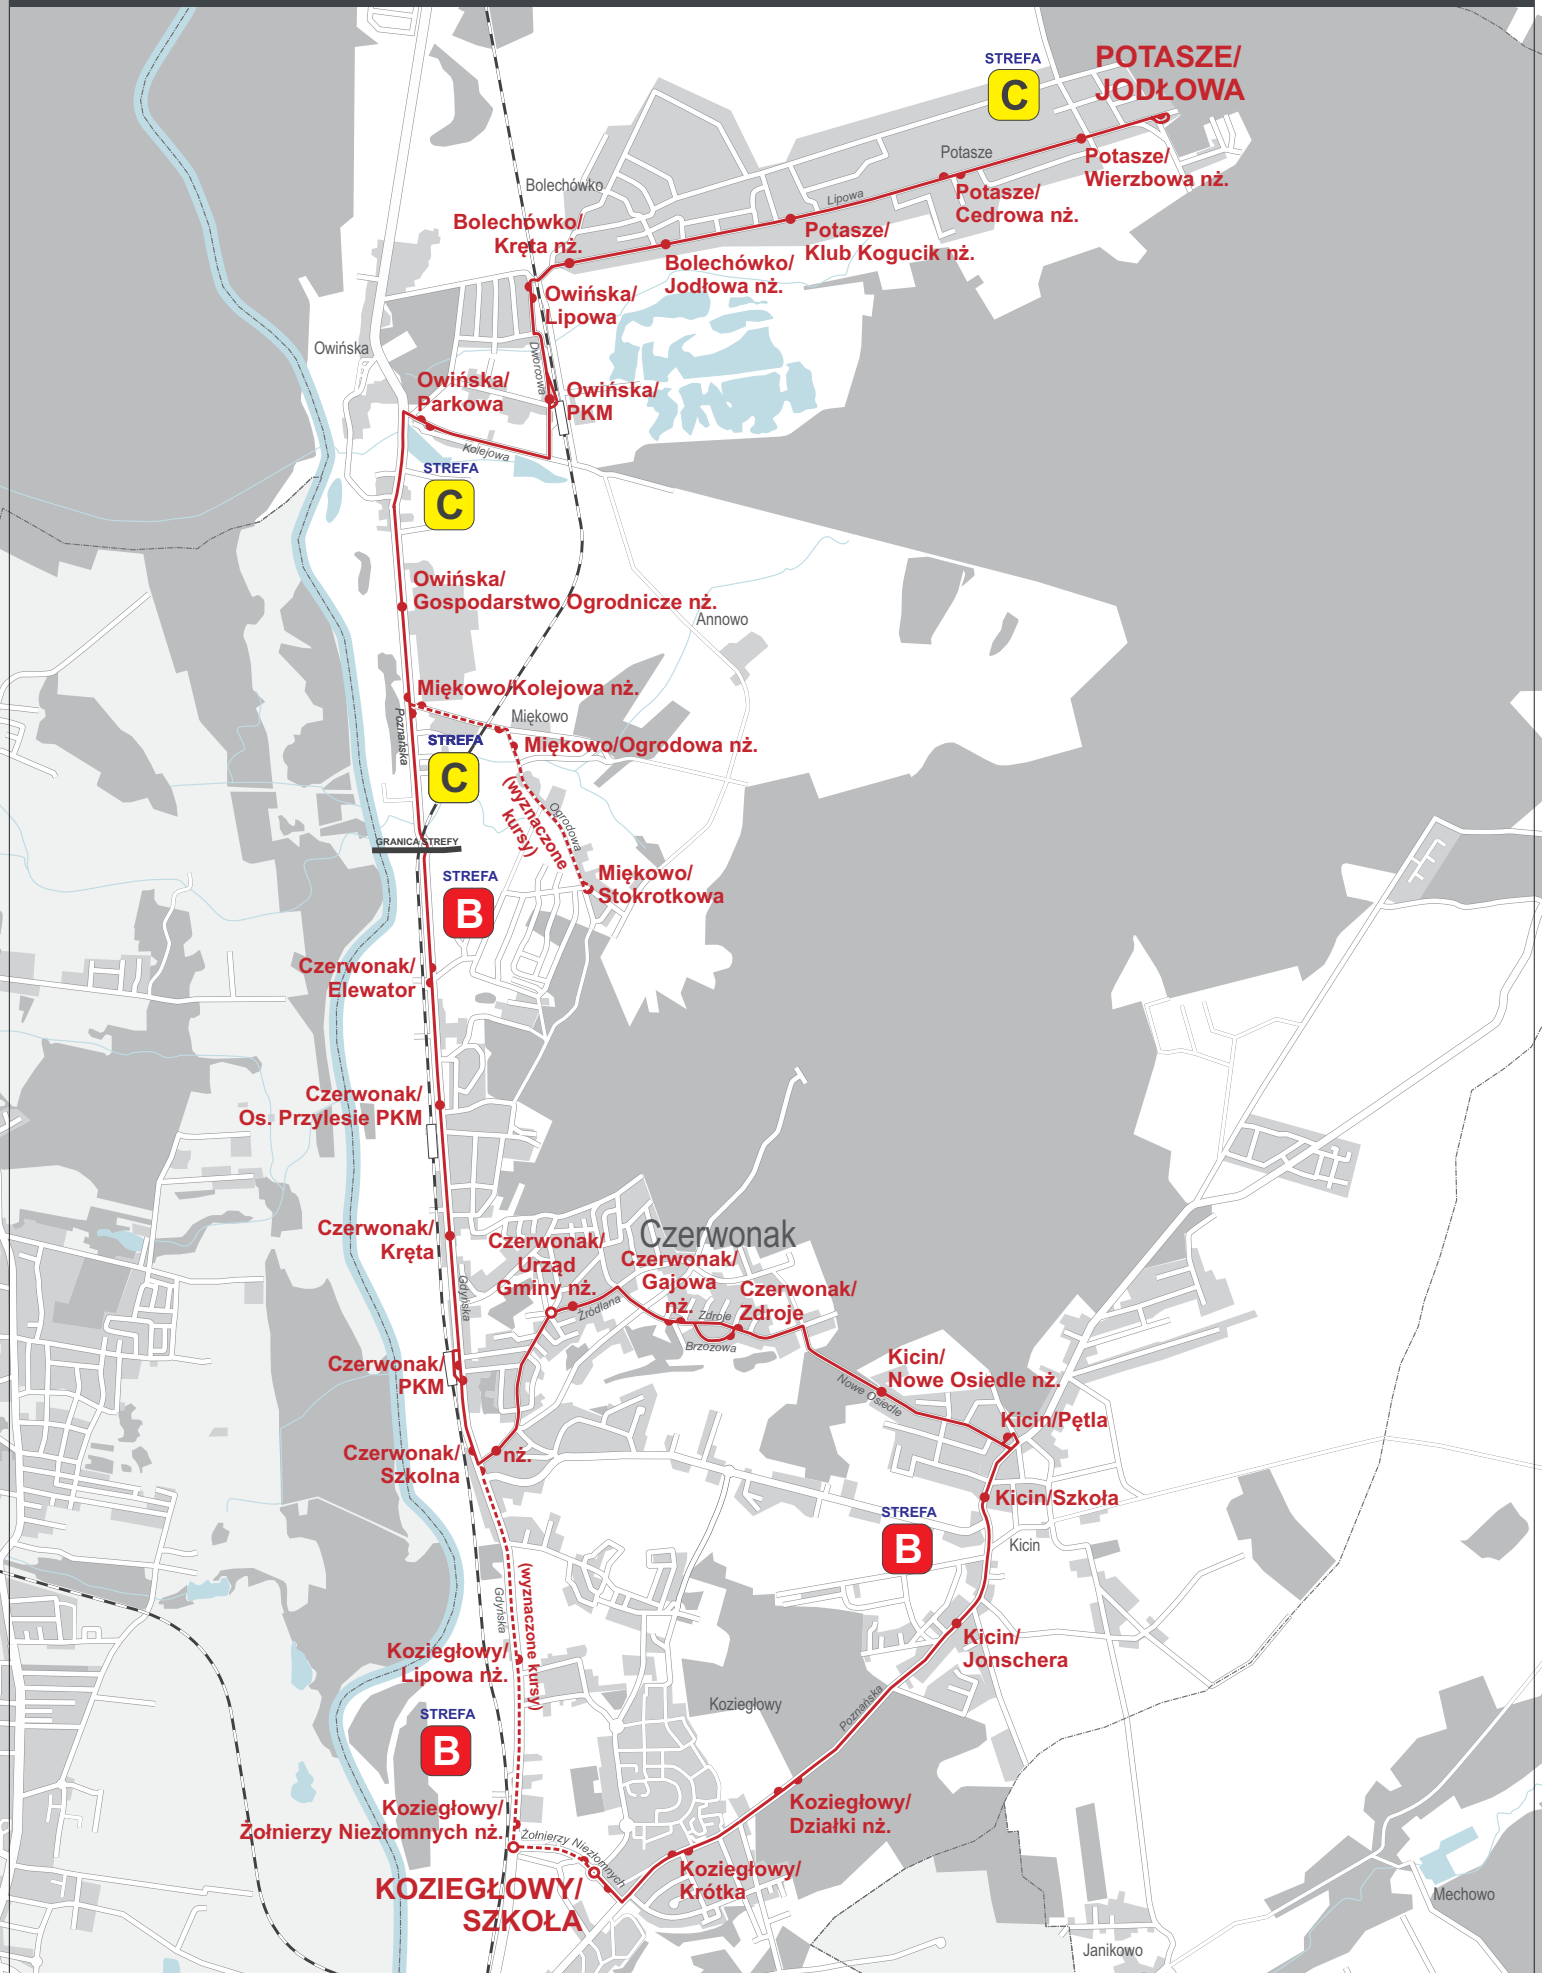 STREFA
C
POTASZE/
JODŁOWA
Potasze
Potasze/
Wierzbowa nż.
Potasze/
Cedrowa nż.
Lipowa
Bolechówko
Bolechówko/
Kręta nż.
Potasze/
Klub Kogucik nż.
Bolechówko/
Jodłowa nż.
Owińska/
Lipowa
Owińska
Dworcowa
Owińska/
Parkowa
Owińska/
PKM
Kolejowa
STREFA
C
Owińska/
Gospodarstwo Ogrodnicze nż.
Annowo
Miękowo/Kolejowa nż.
Miękowo
Poznańska
STREFA
C
Miękowo/Ogrodowa nż.
(wyznaczone
kursy)
Ogrodowa
GRANICA STREFY
STREFA
B
Miękowo/
Stokrotkowa
Czerwonak/
Elewator
Czerwonak/
Os. Przylesie PKM
Czerwonak/
Kręta
Czerwonak
Czerwonak/
Urząd
Gminy nż.
Czerwonak/
Gajowa
nż.
Czerwonak/
Zdroje
Gdyńska
Źródlana
Zdroje
Brzozowa
Czerwonak/
PKM
Kicin/
Nowe Osiedle nż.
Nowe Osiedle
Kicin/Pętla
Czerwonak/
Szkolna
nż.
Kicin/Szkoła
STREFA
B
Kicin
(wyznaczone kursy)
Gdyńska
Kicin/
Jonschera
Koziegłowy/
Lipowa nż.
Koziegłowy
Poznańska
STREFA
B
Koziegłowy/
Żołnierzy Niezłomnych nż.
Koziegłowy/
Działki nż.
Żołnierzy Niezłomnych
Koziegłowy/
Krótka
KOZIEGŁOWY/
SZKOŁA
Mechowo
Janikowo